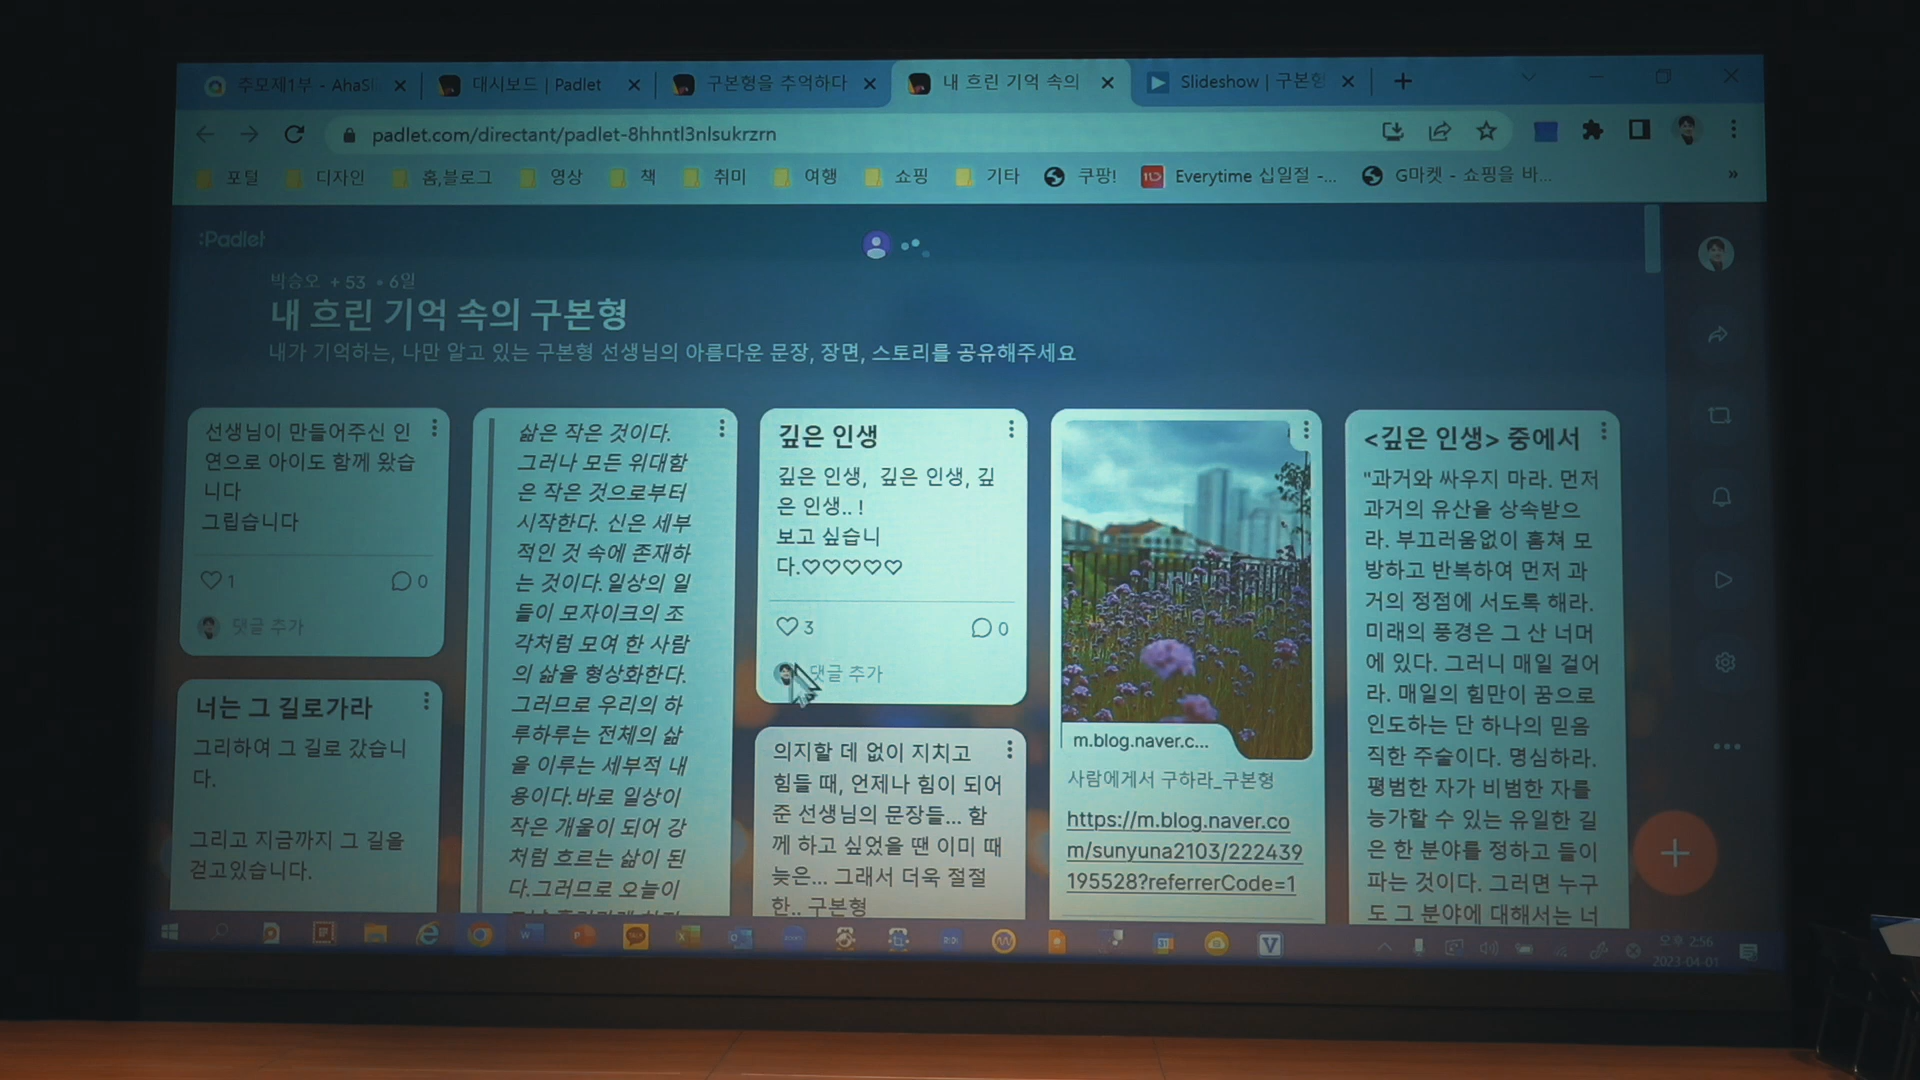 추모제1부 - AhaSl
대시보드 | Padlet
구본형을 추억하다
내 흐린 기억 속의
Slideshow | 구본형
padlet.com/directant/padlet-8hhntl3nlsukrzrn
포털
디자인
홈,블로그
영상
책
취미
여행
쇼핑
기타
쿠팡!
Everytime 십일절 -...
G마켓 - 쇼핑을 바...
»
:Padlet
박승오 + 53 • 6일
내 흐린 기억 속의 구본형
내가 기억하는, 나만 알고 있는 구본형 선생님의 아름다운 문장, 장면, 스토리를 공유해주세요
선생님이 만들어주신 인
연으로 아이도 함께 왔습
니다
그립습니다
1
0
댓글 추가
너는 그 길로가라
그리하여 그 길로 갔습니
다.
그리고 지금까지 그 길을
걷고있습니다.
삶은 작은 것이다.
그러나 모든 위대함
은 작은 것으로부터
시작한다. 신은 세부
적인 것 속에 존재하
는 것이다.일상의 일
들이 모자이크의 조
각처럼 모여 한 사람
의 삶을 형상화한다.
그러므로 우리의 하
루하루는 전체의 삶
을 이루는 세부적 내
용이다.바로 일상이
작은 개울이 되어 강
처럼 흐르는 삶이 된
다.그러므로 오늘이
깊은 인생
깊은 인생, 깊은 인생, 깊
은 인생.. !
보고 싶습니
다.♡♡♡♡♡
3
0
댓글 추가
의지할 데 없이 지치고
힘들 때, 언제나 힘이 되어
준 선생님의 문장들... 함
께 하고 싶었을 땐 이미 때
늦은... 그래서 더욱 절절
한.. 구본형
m.blog.naver.c...
사람에게서 구하라_구본형
https://m.blog.naver.co
m/sunyuna2103/222439
195528?referrerCode=1
<깊은 인생> 중에서
"과거와 싸우지 마라. 먼저
과거의 유산을 상속받으
라. 부끄러움없이 훔쳐 모
방하고 반복하여 먼저 과
거의 정점에 서도록 해라.
미래의 풍경은 그 산 너머
에 있다. 그러니 매일 걸어
라. 매일의 힘만이 꿈으로
인도하는 단 하나의 믿음
직한 주술이다. 명심하라.
평범한 자가 비범한 자를
능가할 수 있는 유일한 길
은 한 분야를 정하고 들이
파는 것이다. 그러면 누구
도 그 분야에 대해서는 너
오후 2:56
2023-04-01